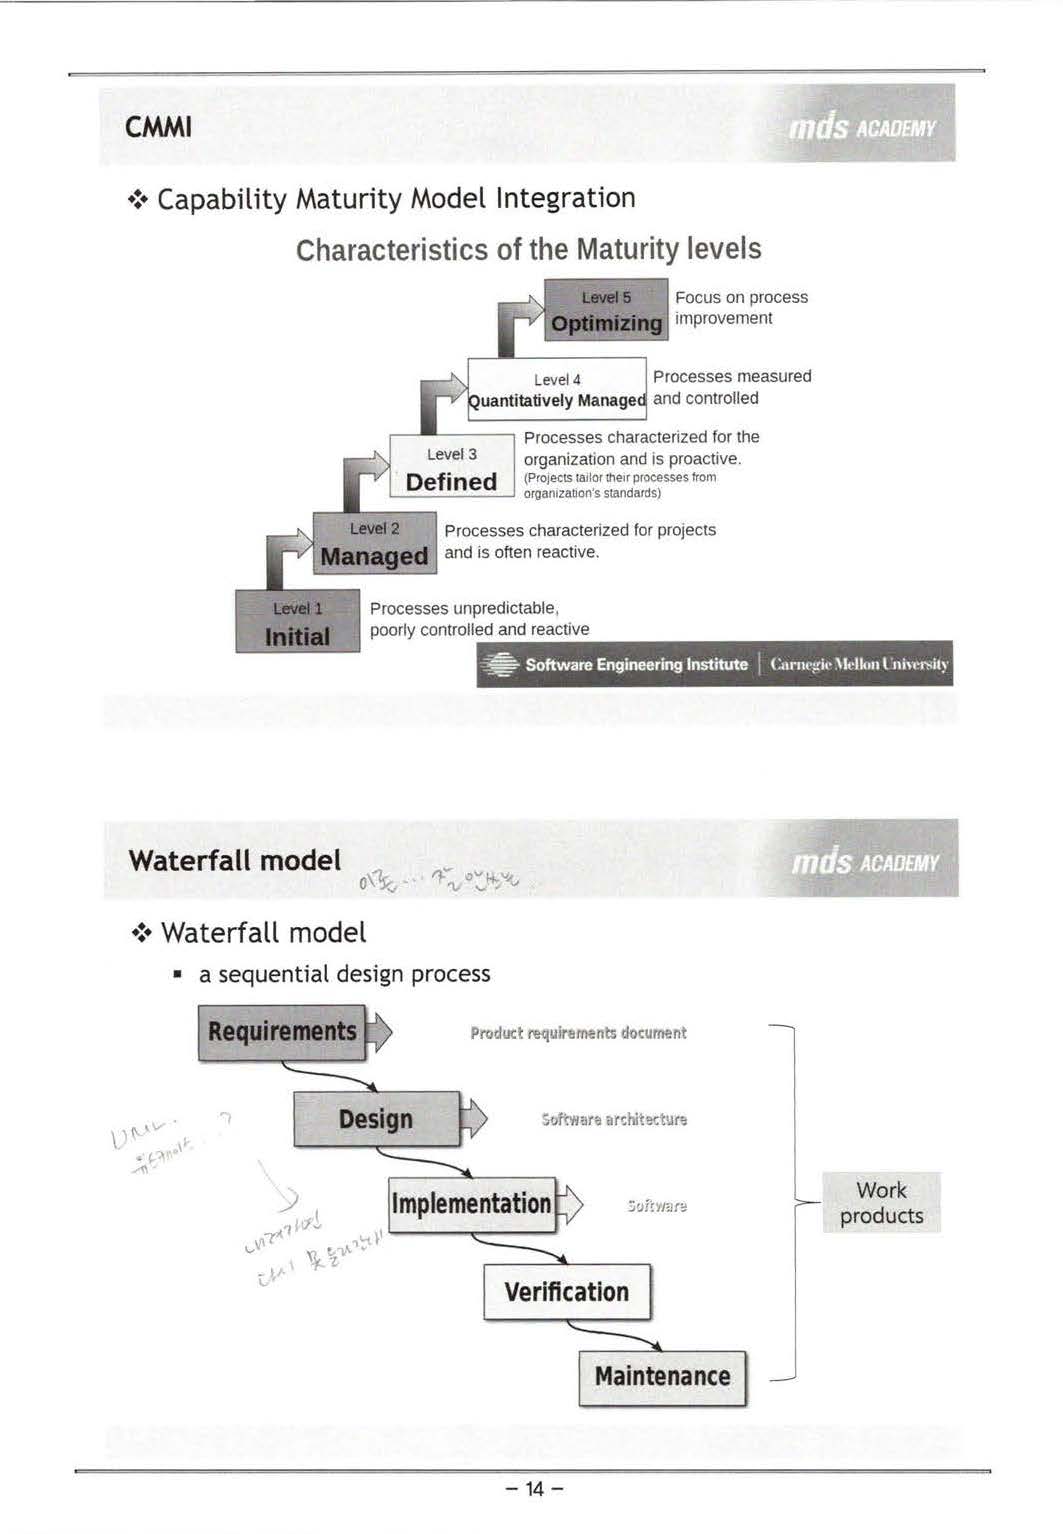 CMMI
mds ACADEMY
Capability Maturity Model Integration
Characteristics of the Maturity levels
Level 5
Optimizing
Focus on process
improvement
Level 4
Quantitatively Managed
Processes measured
and controlled
Level 3
Defined
Processes characterized for the
organization and is proactive.
(Projects tailor their processes from
organization's standards)
Level 2
Managed
Processes characterized for projects
and is often reactive.
Level 1
Initial
Processes unpredictable,
poorly controlled and reactive
Software Engineering Institute | Carnegie Mellon University
Waterfall model
mds ACADEMY
이론... 잘 안쓰는
Waterfall model
a sequential design process
Requirements
Product requirements document
Design
Software architecture
UML. ?
내려가면
다시 못 올라간다
Implementation
Software
Work
products
Verification
Maintenance
- 14 -